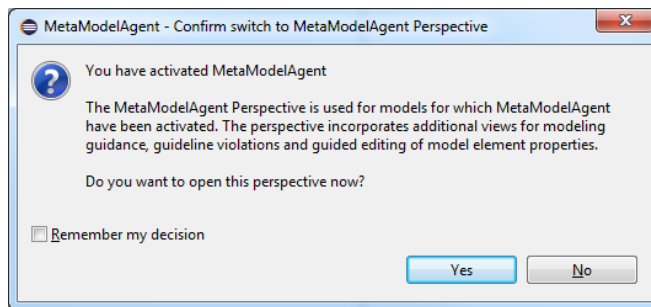 MetaModelAgent - Confirm switch to MetaModelAgent Perspective
You have activated MetaModelAgent
The MetaModelAgent Perspective is used for models for which MetaModelAgent
have been activated. The perspective incorporates additional views for modeling
guidance, guideline violations and guided editing of model element properties.
Do you want to open this perspective now?
Remember my decision
Yes No